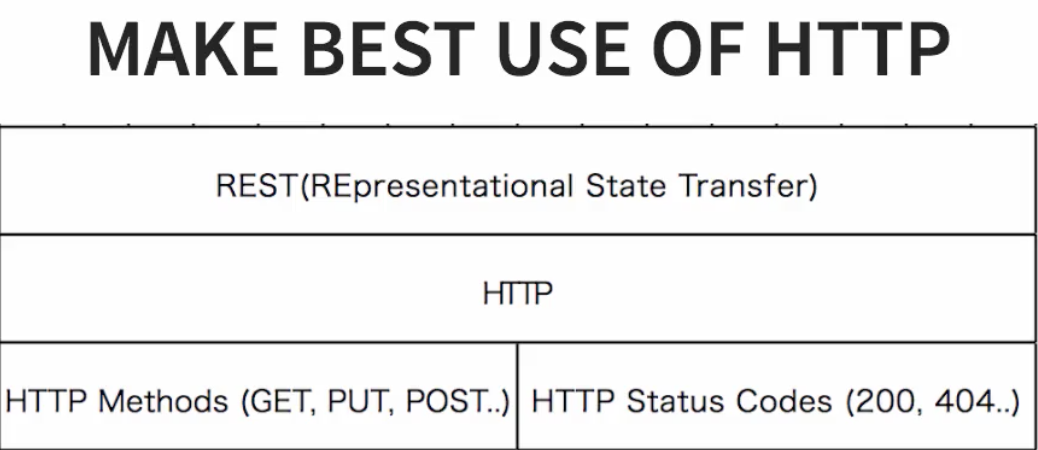 MAKE BEST USE OF HTTP
REST(REpresentational State Transfer)
HTTP
HTTP Methods (GET, PUT, POST..)
HTTP Status Codes (200, 404..)